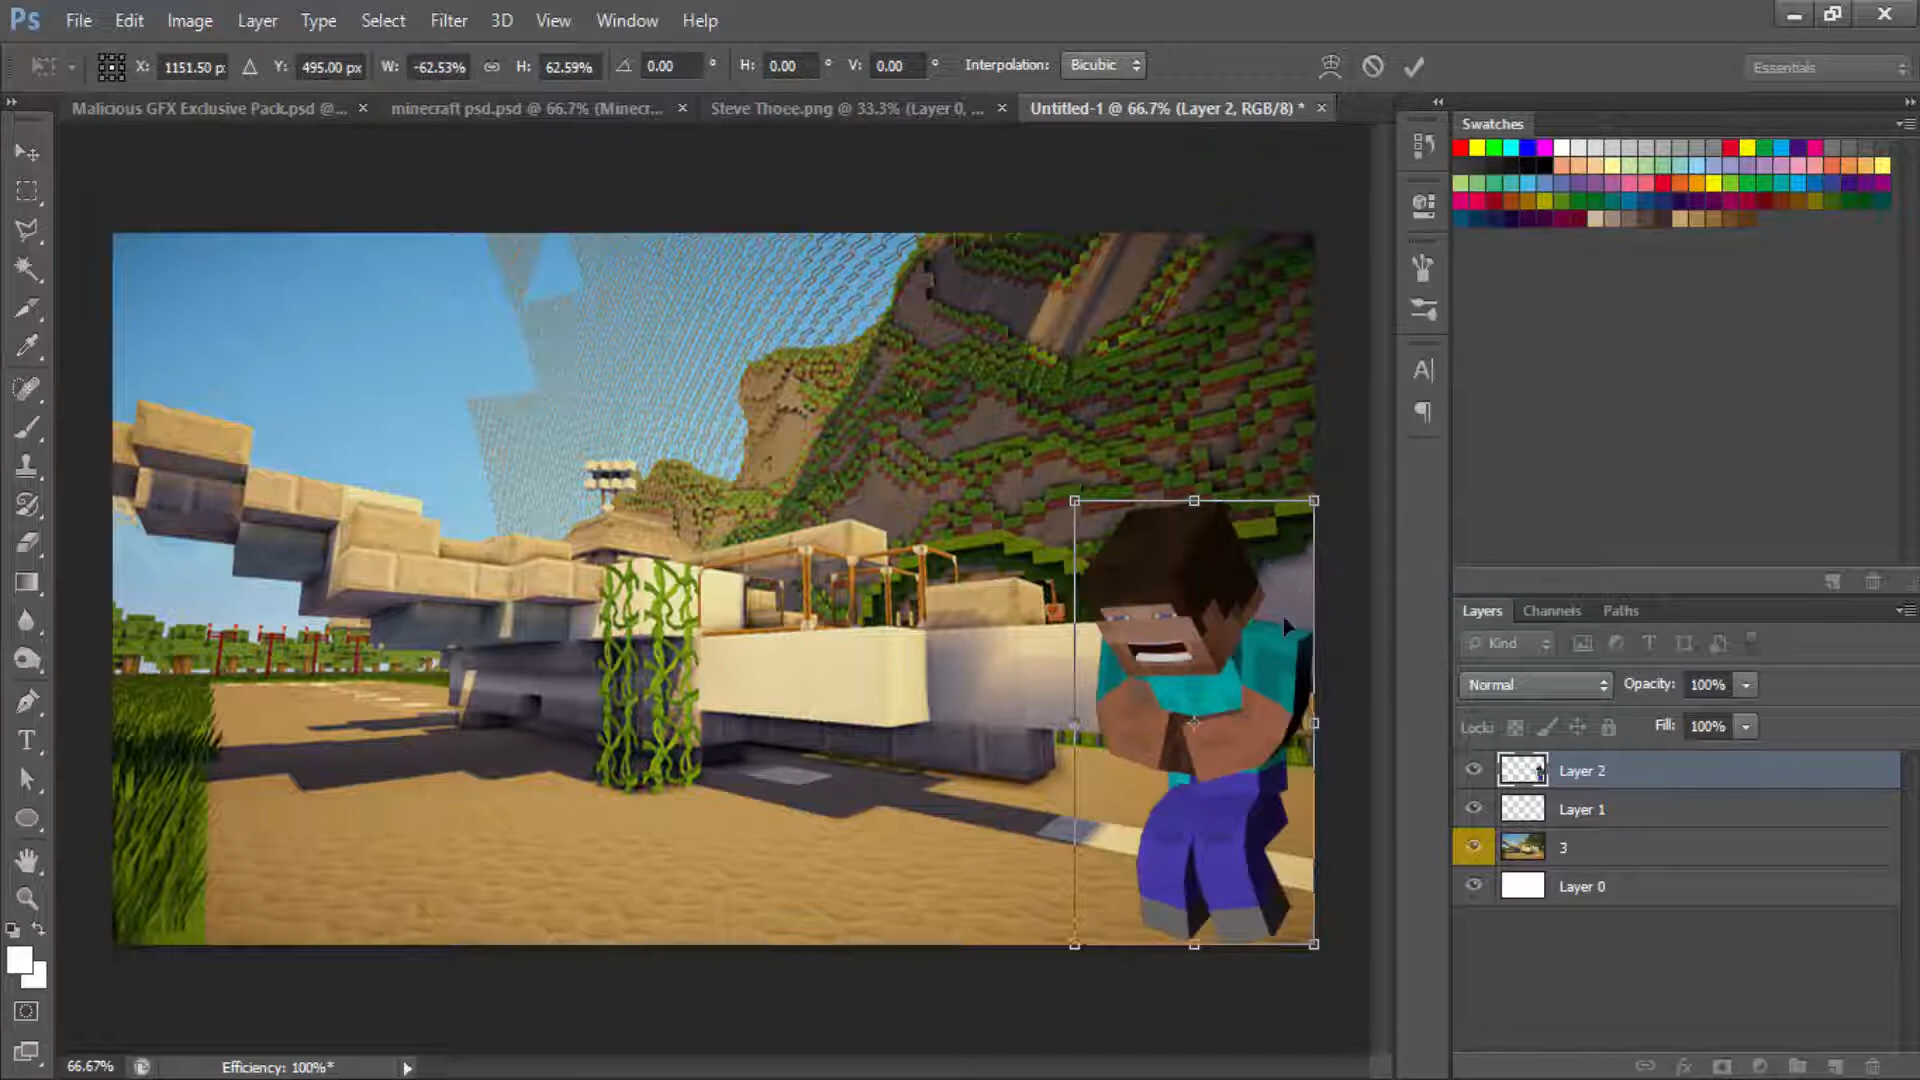 Ps File Edit Image Layer Type Select Filter 3D View Window Help
X: 1151.50 p Y: 495.00 px W: -62.53% H: 62.59% 0.00 ° H: 0.00 ° V: 0.00 ° Interpolation: Bicubic Essentials
Malicious GFX Exclusive Pack.psd @... × minecraft psd.psd @ 66.7% (Minecr... × Steve Thoee.png @ 33.3% (Layer 0, ... × Untitled-1 @ 66.7% (Layer 2, RGB/8) * ×
Swatches
Layers Channels Paths
Kind
Normal Opacity: 100%
Lock: Fill: 100%
Layer 2
Layer 1
3
Layer 0
66.67% Efficiency: 100%*